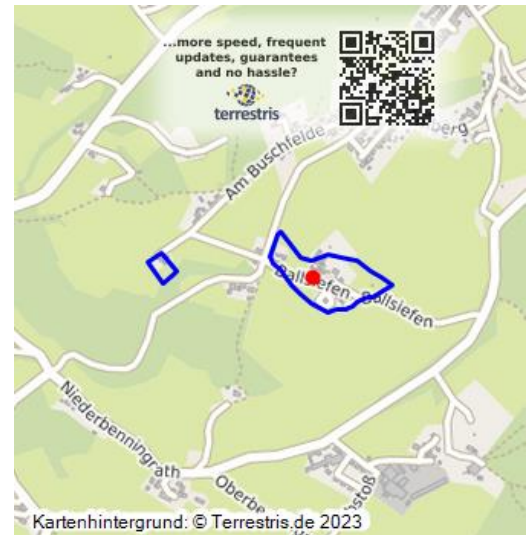 ...more speed, frequent
updates, guarantees
and no hassle?
terrestris
Am Buschfelde
Ballsiefen
Ballsiefen
Niederbenningrath
Kartenhintergrund: © Terrestris.de 2023